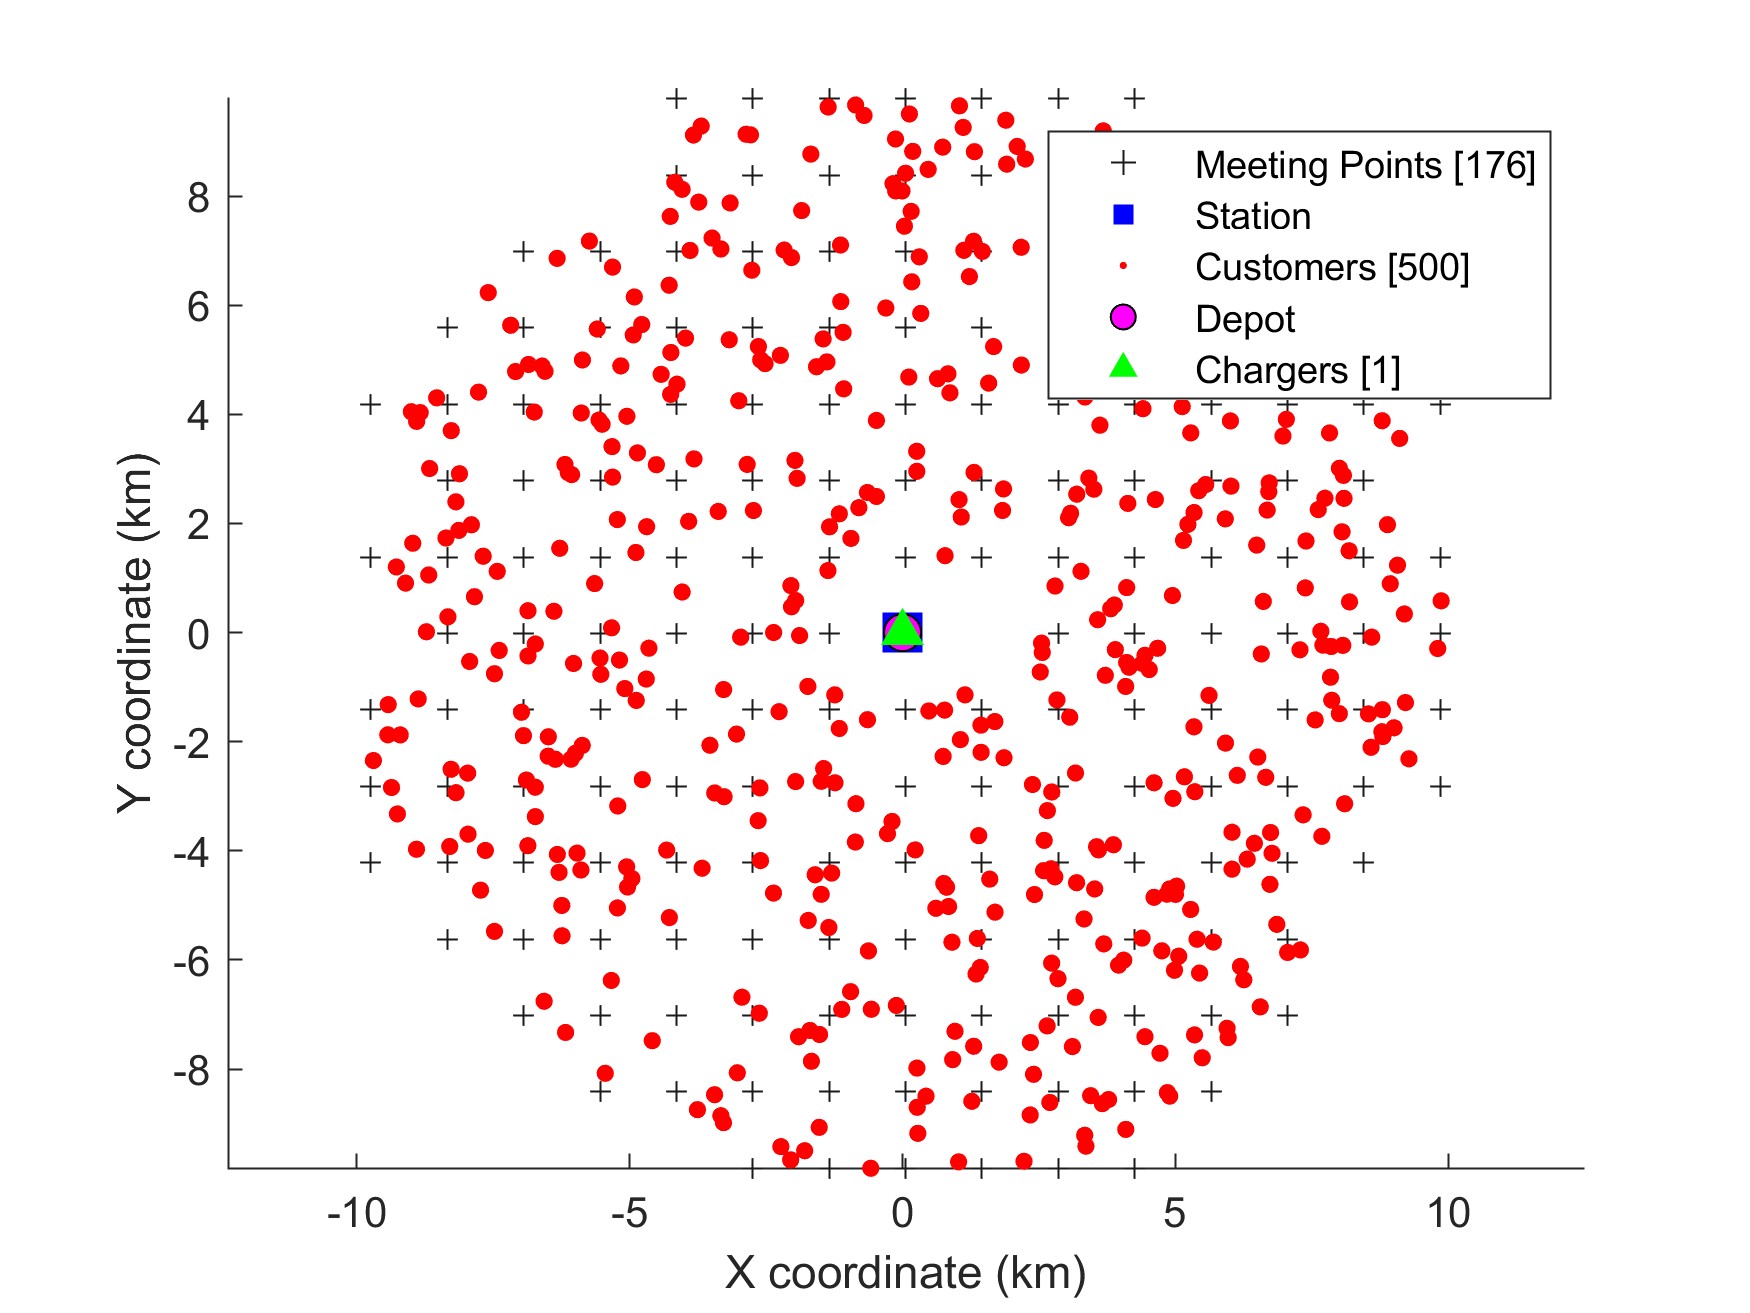 8
6
4
2
0
-2
-4
-6
-8
Y coordinate (km)
Meeting Points [176]
Station
Customers [500]
Depot
Chargers [1]
-10
-5
0
5
10
X coordinate (km)